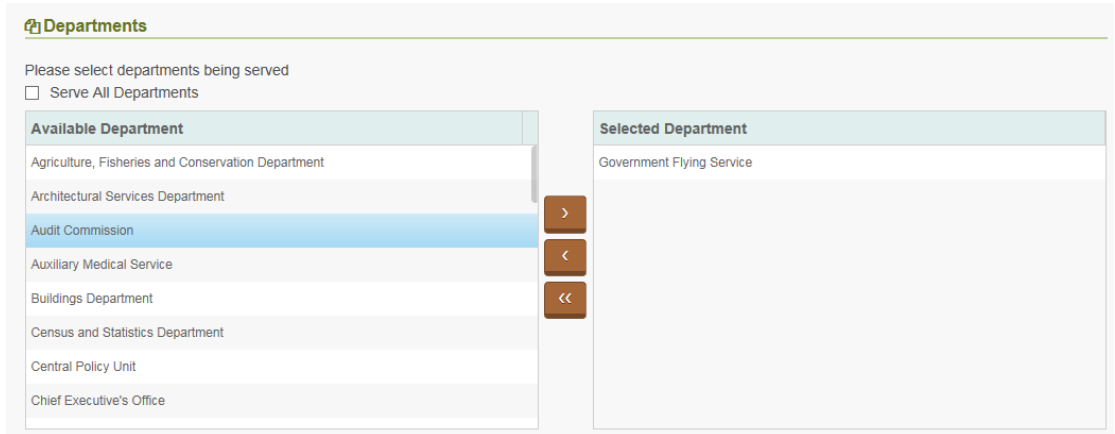 Departments
Please select departments being served
Serve All Departments
Available Department
Agriculture, Fisheries and Conservation Department
Architectural Services Department
Audit Commission
Auxiliary Medical Service
Buildings Department
Census and Statistics Department
Central Policy Unit
Chief Executive's Office
Selected Department
Government Flying Service